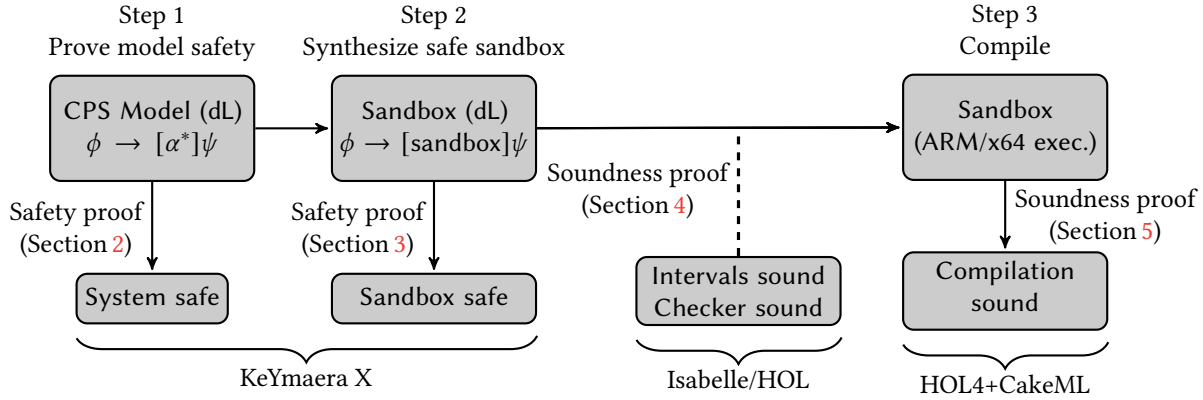 Step 1
Prove model safety
Step 2
Synthesize safe sandbox
Step 3
Compile
CPS Model (dL)
ϕ → [α*]ψ
Sandbox (dL)
ϕ → [sandbox]ψ
Sandbox
(ARM/x64 exec.)
Safety proof
(Section 2)
Safety proof
(Section 3)
Soundness proof
(Section 4)
Soundness proof
(Section 5)
System safe
Sandbox safe
Intervals sound
Checker sound
Compilation
sound
KeYmaera X
Isabelle/HOL
HOL4+CakeML